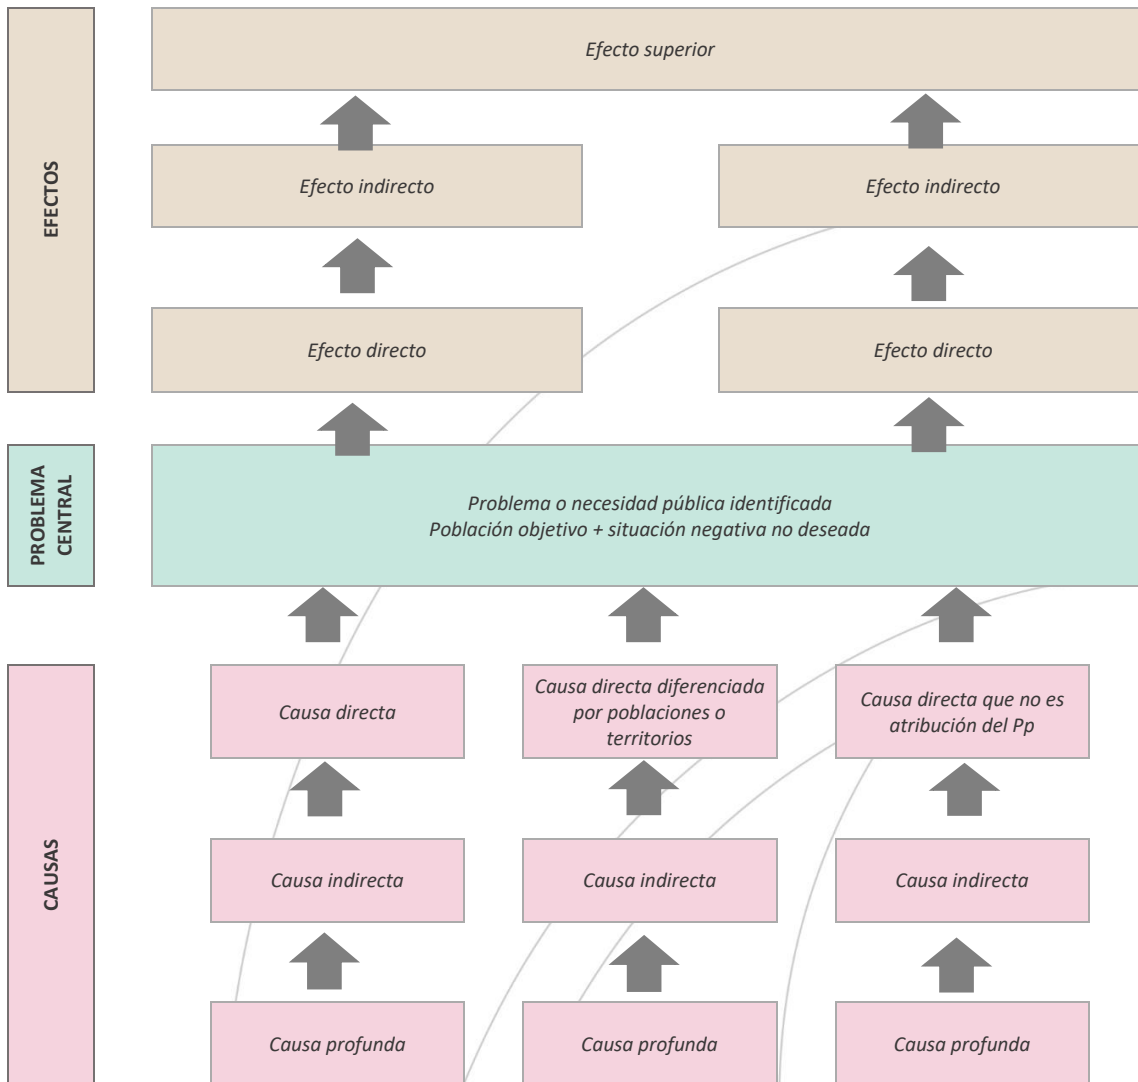 Efecto superior
EFECTOS
Efecto indirecto
Efecto indirecto
Efecto directo
Efecto directo
PROBLEMA
CENTRAL
Problema o necesidad pública identificada
Población objetivo + situación negativa no deseada
CAUSAS
Causa directa
Causa directa diferenciada
por poblaciones o
territorios
Causa directa que no es
atribución del Pp
Causa indirecta
Causa indirecta
Causa indirecta
Causa profunda
Causa profunda
Causa profunda